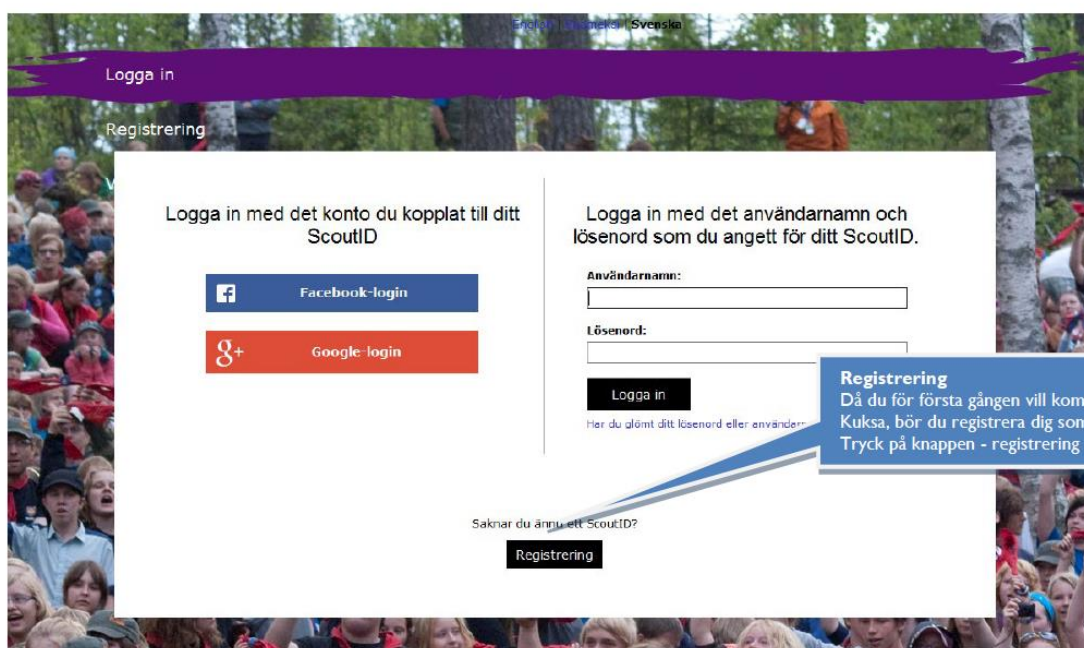 English | Suomeksi | Svenska
Logga in
Registrering
V
Logga in med det konto du kopplat till ditt
ScoutID
Facebook-login
g+ Google-login
Logga in med det användarnamn och
lösenord som du angett för ditt ScoutID.
Användarnamn:
Lösenord:
Logga in
Har du glömt ditt lösenord eller användarn
Registrering
Då du för första gången vill kom
Kuksa, bör du registrera dig som
Tryck på knappen - registrering
Saknar du ännu ett ScoutID?
Registrering